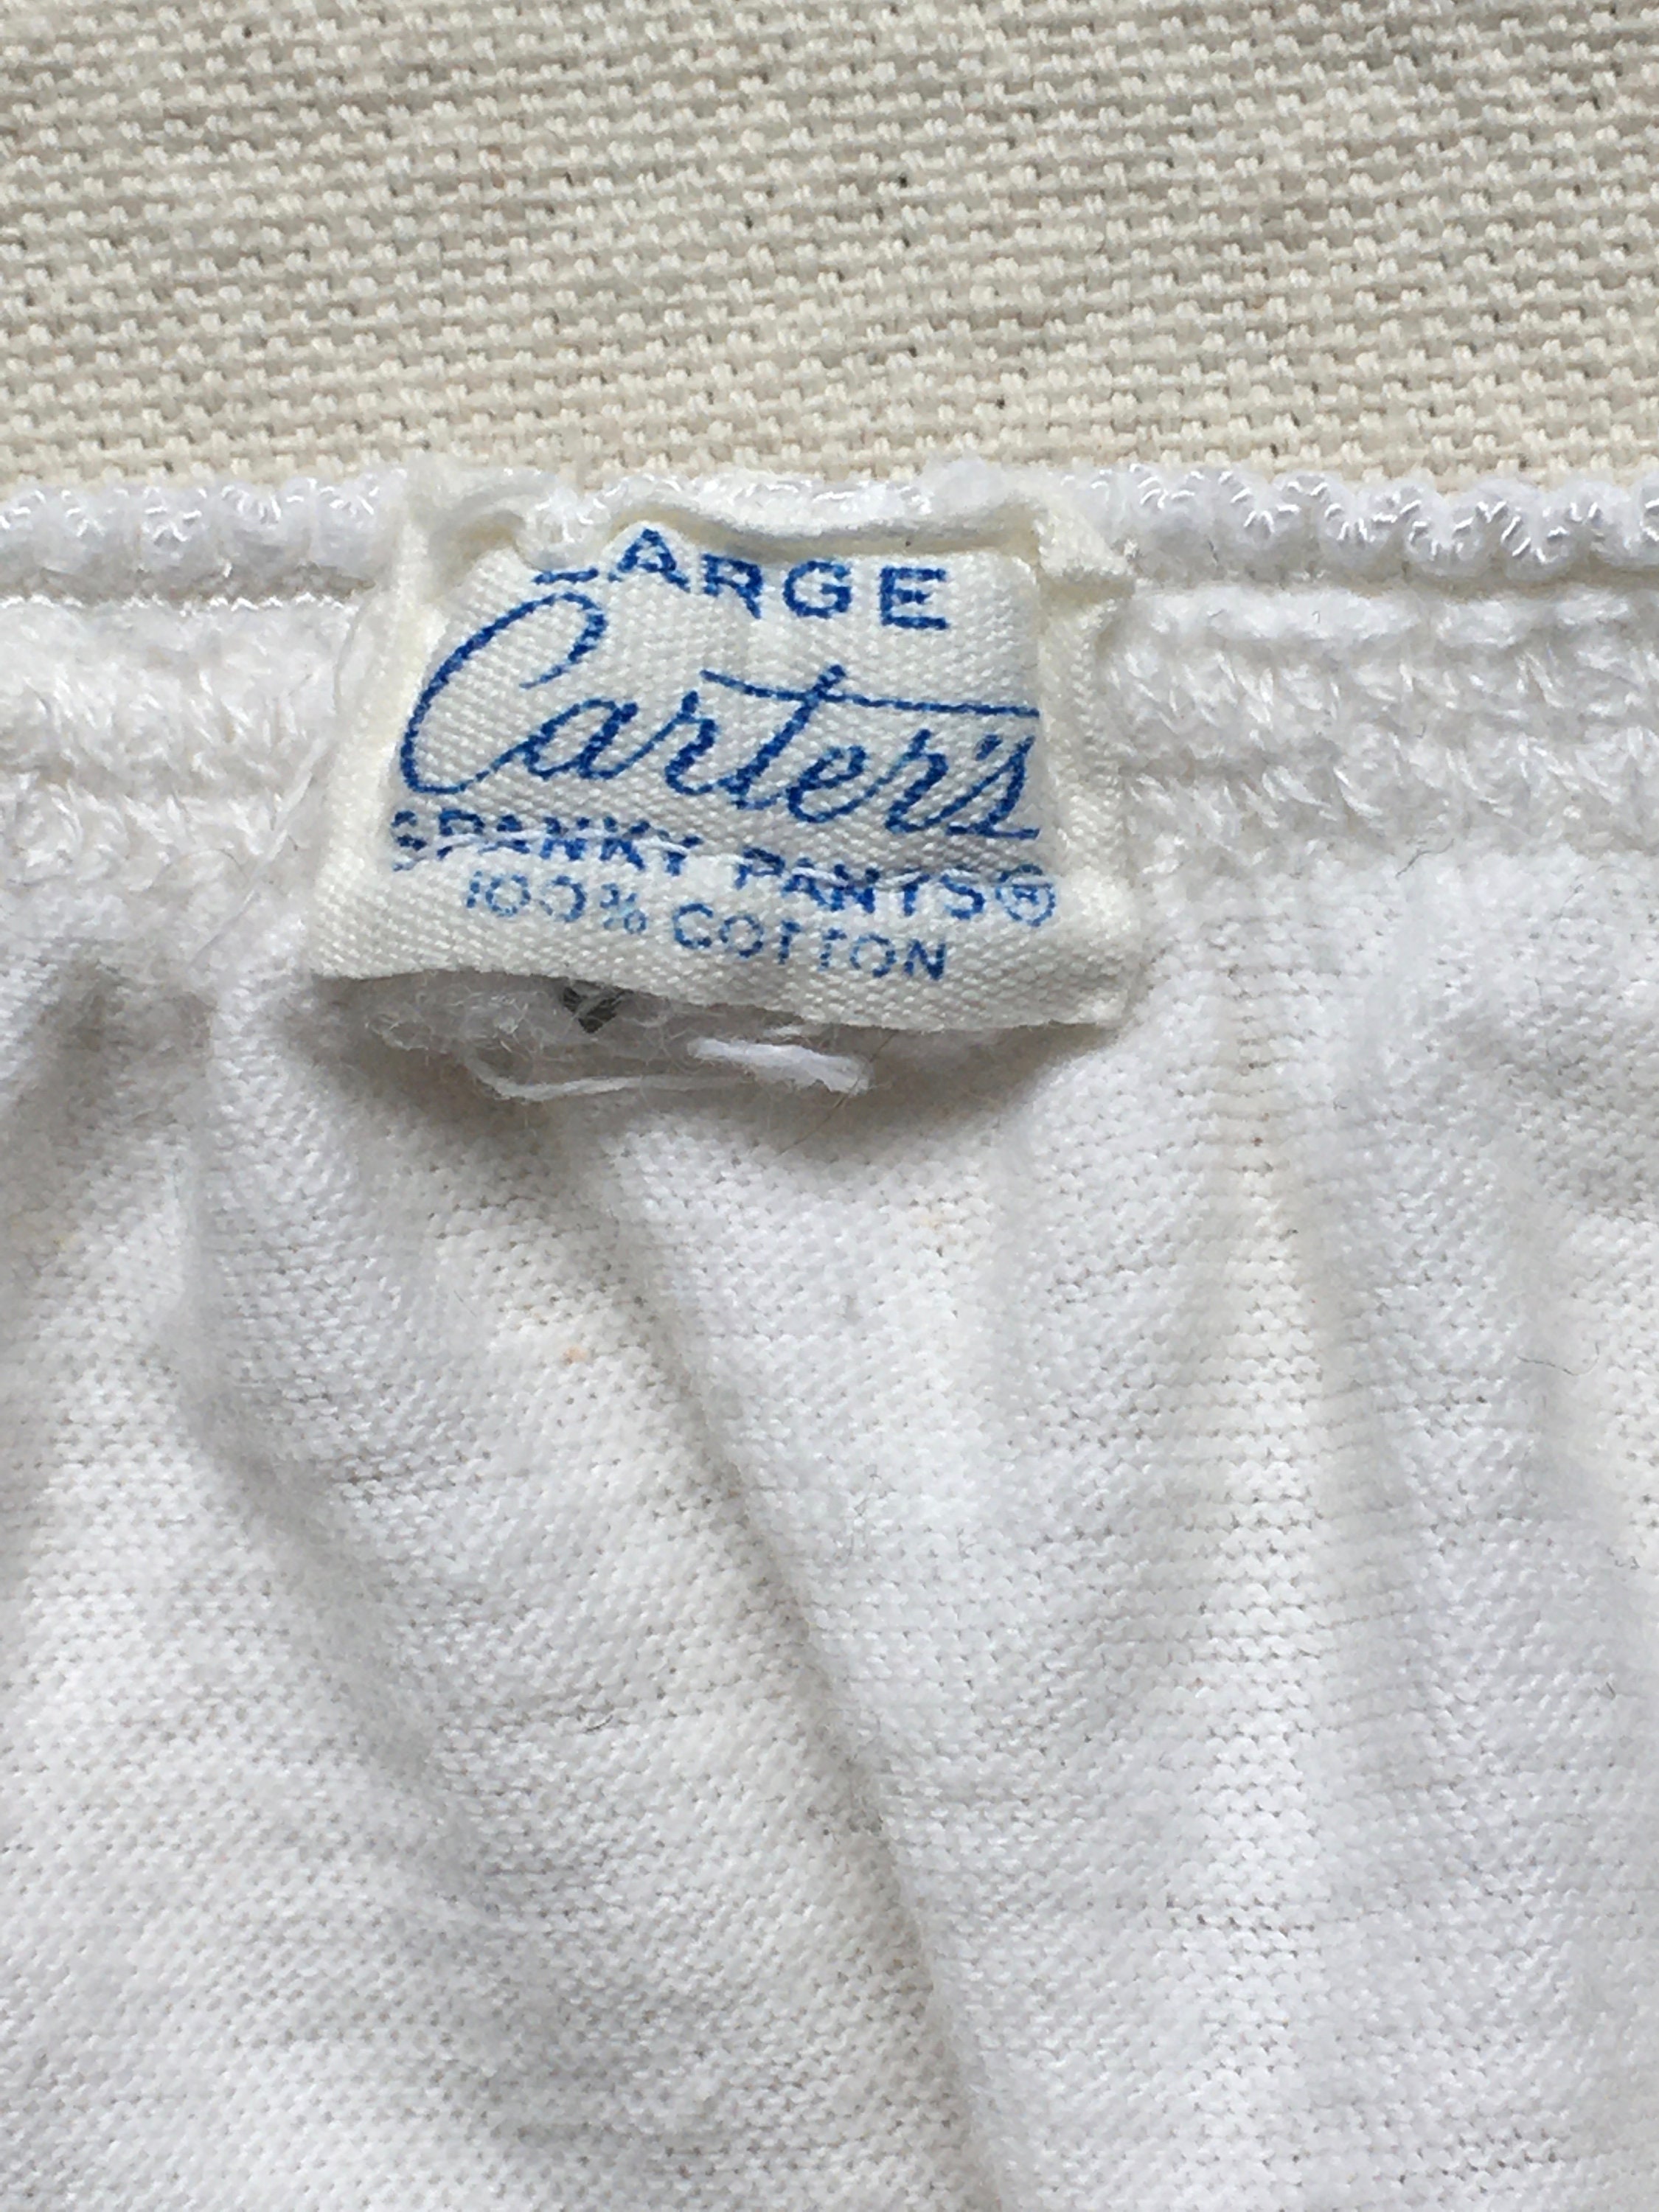 LARGE
Carter's
SPANKY PANTS®
100% COTTON